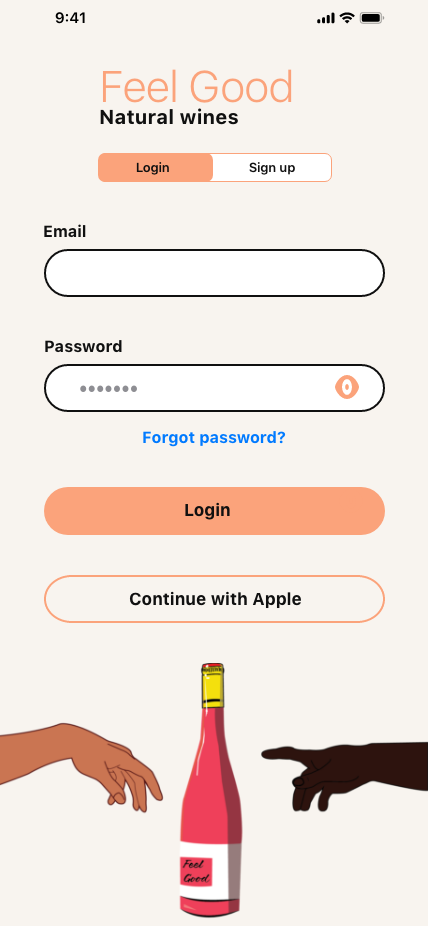 9:41
Feel Good
Natural wines
Login
Sign up
Email
Password
Forgot password?
Login
Continue with Apple
Feel
Good